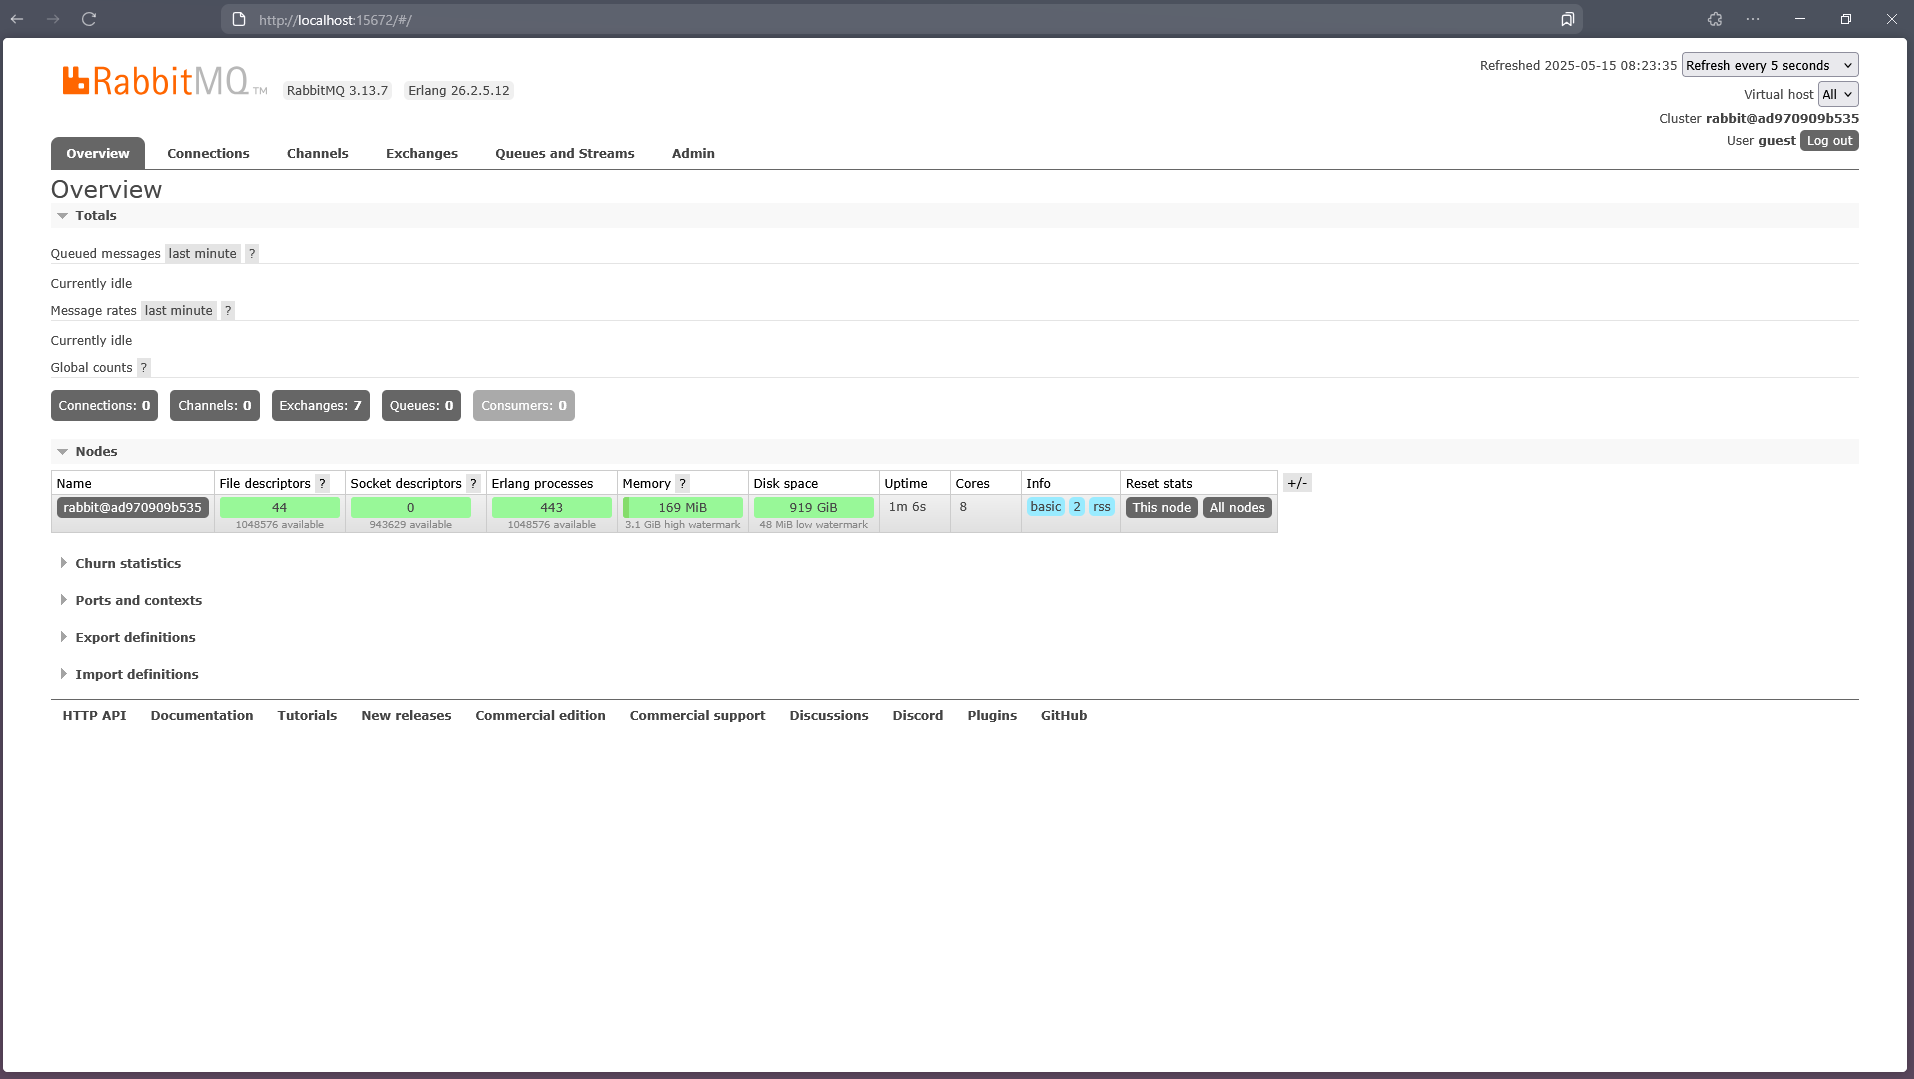 http://localhost:15672/#/
Refreshed 2025-05-15 08:23:35 Refresh every 5 seconds
RabbitMQ TM RabbitMQ 3.13.7 Erlang 26.2.5.12
Virtual host All
Cluster rabbit@ad970909b535
User guest Log out
Overview Connections Channels Exchanges Queues and Streams Admin
Overview
Totals
Queued messages last minute ?
Currently idle
Message rates last minute ?
Currently idle
Global counts ?
Connections: 0 Channels: 0 Exchanges: 7 Queues: 0 Consumers: 0
Nodes
Name File descriptors ? Socket descriptors ? Erlang processes Memory ? Disk space Uptime Cores Info Reset stats +/-
rabbit@ad970909b535 44 0 443 169 MiB 919 GiB 1m 6s 8 basic 2 rss This node All nodes
1048576 available 943629 available 1048576 available 3.1 GiB high watermark 48 MiB low watermark
Churn statistics
Ports and contexts
Export definitions
Import definitions
HTTP API Documentation Tutorials New releases Commercial edition Commercial support Discussions Discord Plugins GitHub